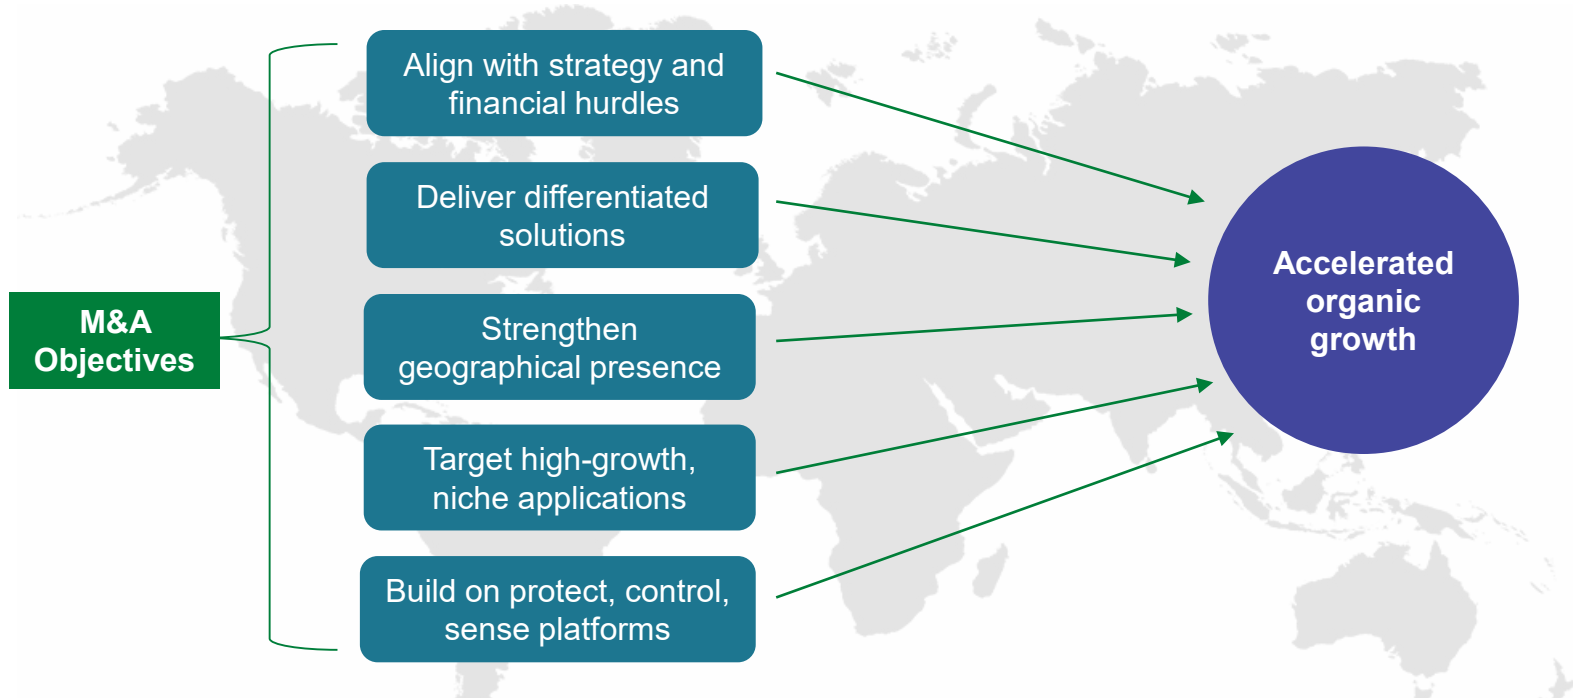 M&A
Objectives
Align with strategy and
financial hurdles
Deliver differentiated
solutions
Strengthen
geographical presence
Target high-growth,
niche applications
Build on protect, control,
sense platforms
Accelerated
organic
growth